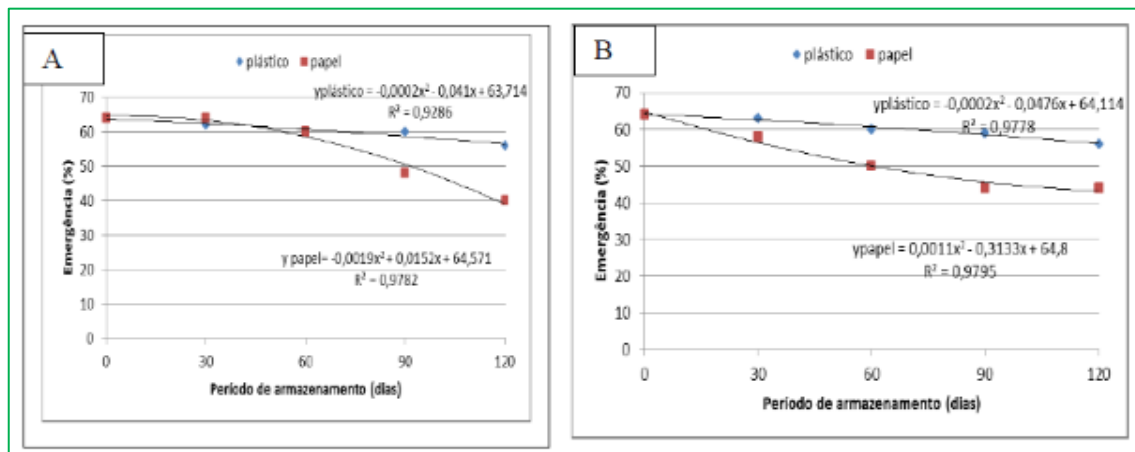 A
plástico papel
yplástico = -0,0002x² - 0,041x + 63,714
R² = 0,9286
70
60
50
40
30
20
10
0
Emergência (%)
y papel= -0,0019x² + 0,0152x + 64,571
R² = 0,9782
0 30 60 90 120
Período de armazenamento (dias)
B
plástico papel
yplástico = -0,0002x² - 0,0476x + 64,114
R² = 0,9778
70
60
50
40
30
20
10
0
Emergência (%)
ypapel = 0,0011x² - 0,3133x + 64,8
R² = 0,9795
0 30 60 90 120
Período de armazenamento (dias)